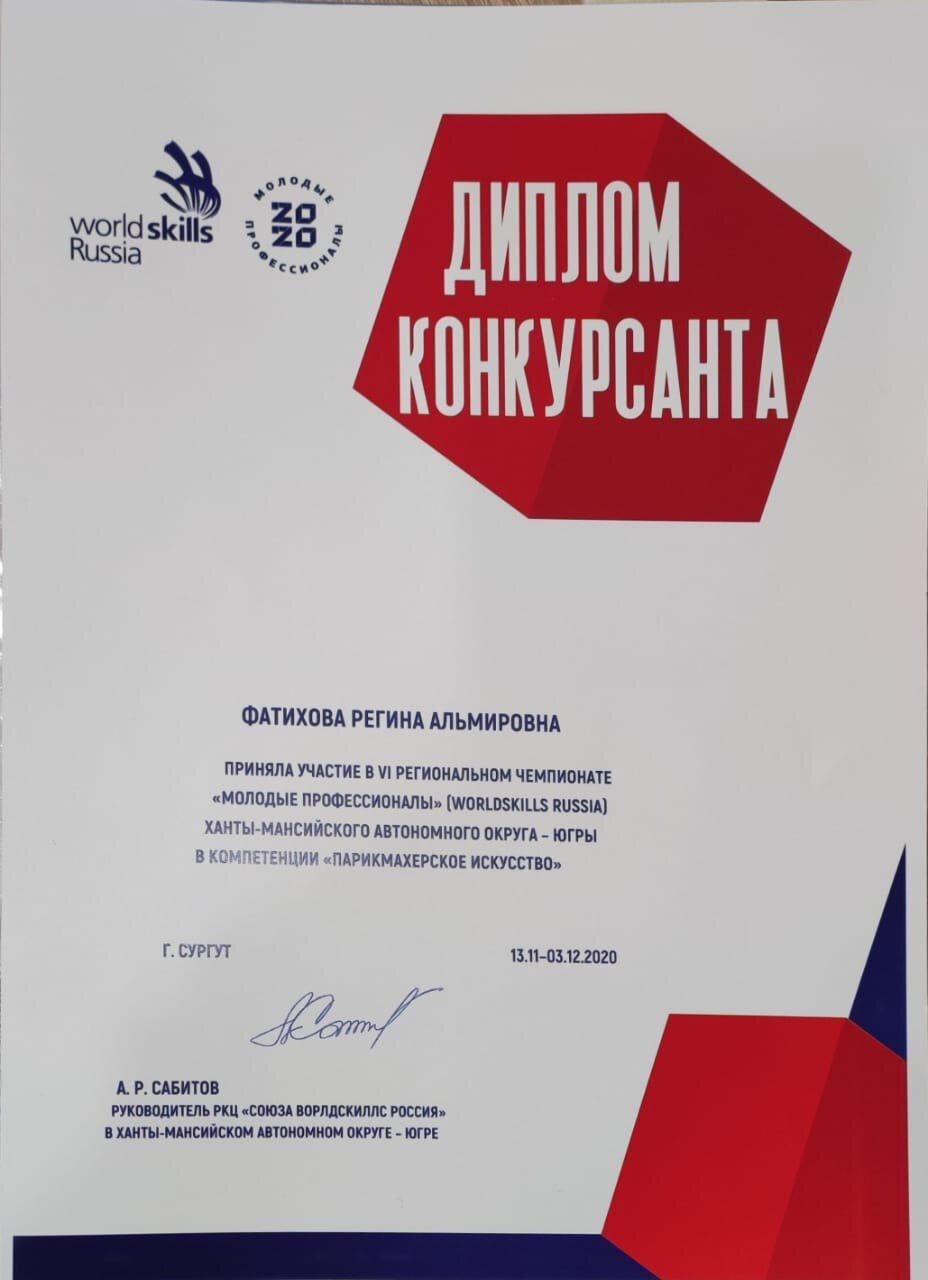 world skills
Russia
МОЛОДЫЕ
2020
ПРОФЕССИОНАЛЫ
ДИПЛОМ
КОНКУРСАНТА
ФАТИХОВА РЕГИНА АЛЬМИРОВНА
ПРИНЯЛА УЧАСТИЕ В VI РЕГИОНАЛЬНОМ ЧЕМПИОНАТЕ
«МОЛОДЫЕ ПРОФЕССИОНАЛЫ» (WORLDSKILLS RUSSIA)
ХАНТЫ-МАНСИЙСКОГО АВТОНОМНОГО ОКРУГА – ЮГРЫ
В КОМПЕТЕНЦИИ «ПАРИКМАХЕРСКОЕ ИСКУССТВО»
Г. СУРГУТ 13.11–03.12.2020
А. Р. САБИТОВ
РУКОВОДИТЕЛЬ РКЦ «СОЮЗА ВОРЛДСКИЛЛС РОССИЯ»
В ХАНТЫ-МАНСИЙСКОМ АВТОНОМНОМ ОКРУГЕ – ЮГРЕ